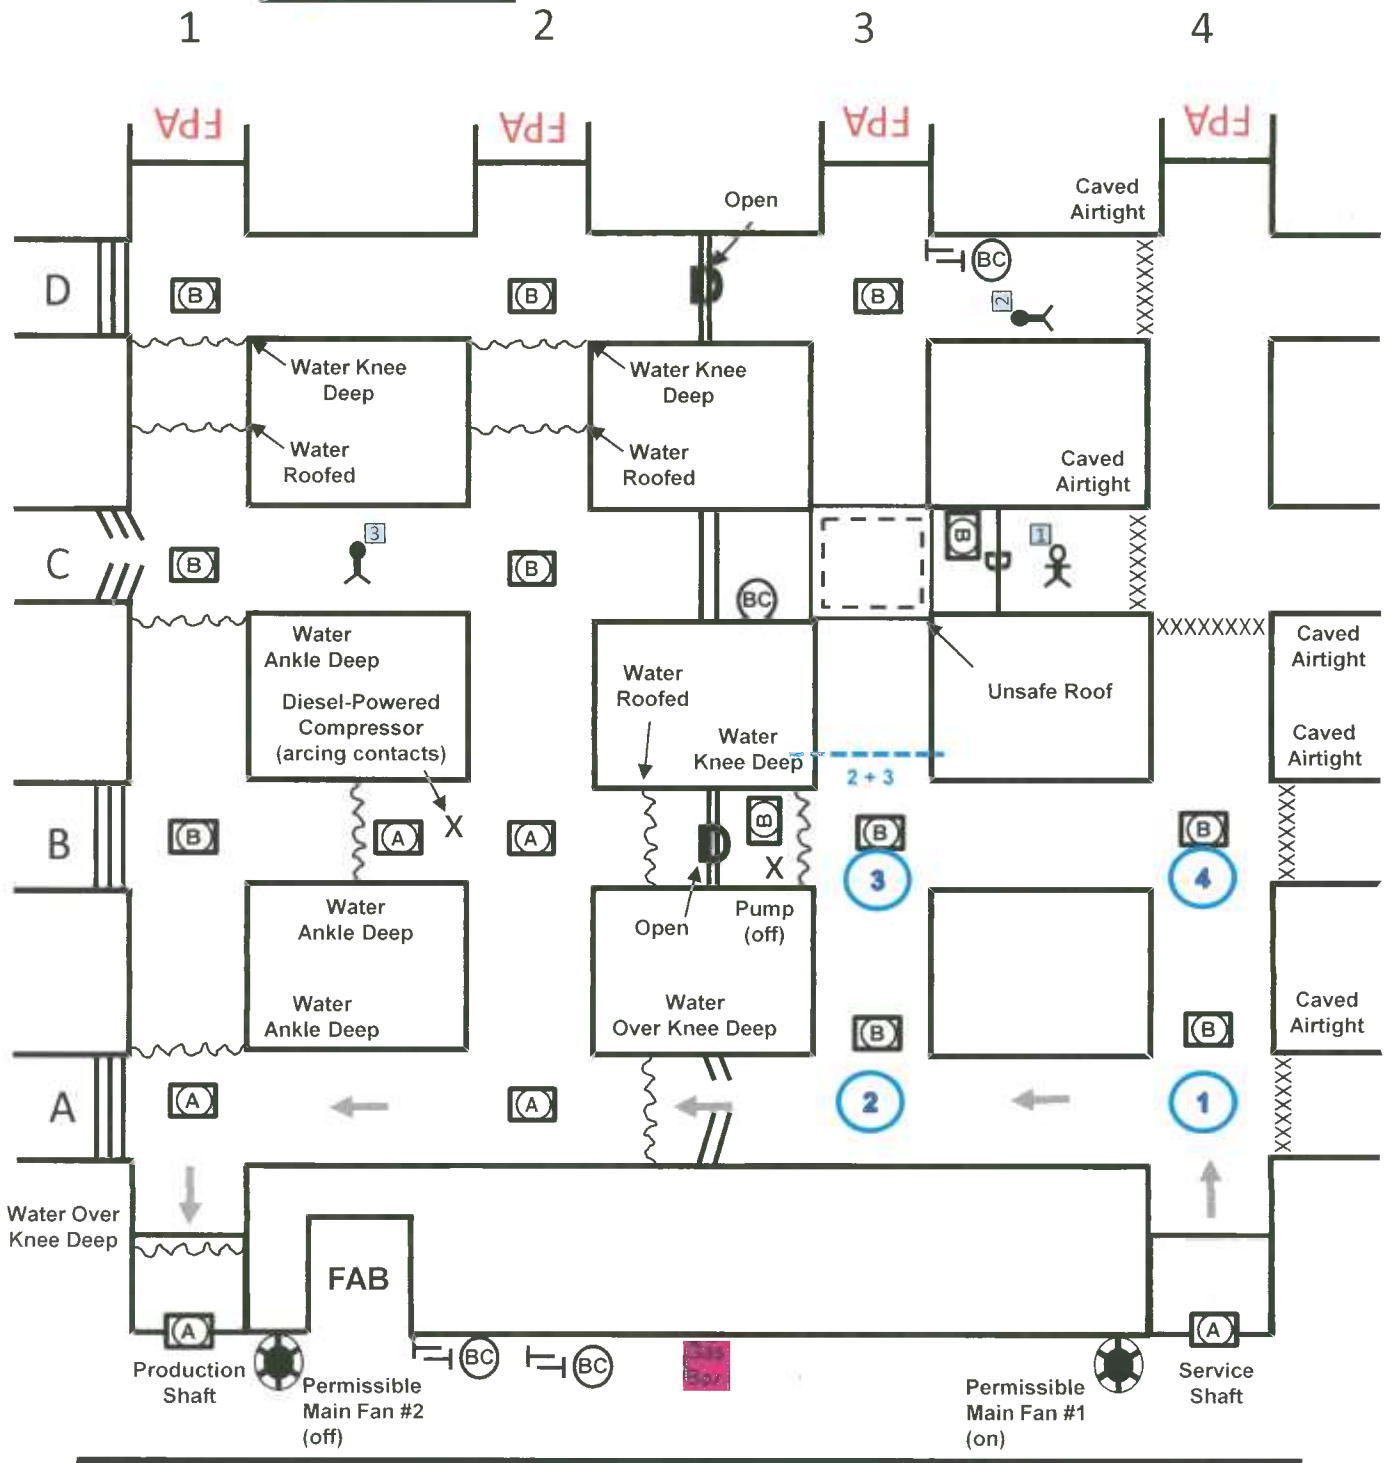 1
2
3
4
FPA
FPA
FPA
FPA
Open
Caved
Airtight
BC
D
B
B
D
B
2
Water Knee
Deep
Water Knee
Deep
Water
Roofed
Water
Roofed
Caved
Airtight
C
B
3
B
BC
B
D
1
XXXXXXXX
Water
Ankle Deep
Diesel-Powered
Compressor
(arcing contacts)
Water
Roofed
Water
Knee Deep
Unsafe Roof
Caved
Airtight
Caved
Airtight
2 + 3
B
B
A
X
A
D
B
X
B
3
B
4
Water
Ankle Deep
Open
Pump
(off)
Water
Ankle Deep
Water
Over Knee Deep
B
B
Caved
Airtight
A
A
A
2
1
Water Over
Knee Deep
FAB
A
Production
Shaft
Permissible
Main Fan #2
(off)
BC
BC
Permissible
Main Fan #1
(on)
A
Service
Shaft